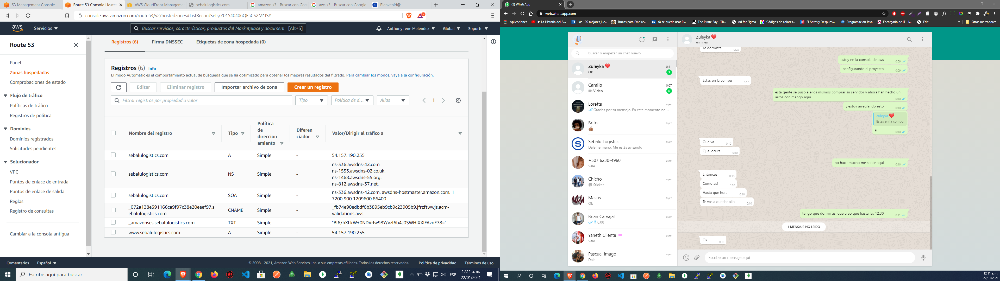 S3 Management Console
Route 53 Console Hoste
AWS CloudFront Manageme
sebalulogistics.com
amazon s3 - Buscar con Goo
aws s3 - Buscar con Google
Bienvenid@
console.aws.amazon.com/route53/v2/hostedzones#ListRecordSets/Z01540406QF5CS2M1ISY
aws
Servicios
Buscar servicios, características, productos del Marketplace y document [Alt+S]
Anthony rene Melendez
Global
Soporte
Route 53
Panel
Zonas hospedadas
Comprobaciones de estado
Flujo de tráfico
Políticas de tráfico
Registros de política
Dominios
Dominios registrados
Solicitudes pendientes
Solucionador
VPC
Puntos de enlace de entrada
Puntos de enlace de salida
Reglas
Registro de consultas
Cambiar a la consola antigua
Registros (6)
Firma DNSSEC
Etiquetas de zona hospedada (0)
Registros (6) Info
El modo Automatic es el comportamiento actual de búsqueda que se ha optimizado para obtener los mejores resultados del filtrado. Para cambiar los modos, vaya a la configuración.
Editar
Eliminar registro
Importar archivo de zona
Crear un registro
Filtrar registros por propiedad o valor
Tipo
Política de d...
Alias
1
Nombre del registro
Tipo
Política
de
direccion
amiento
Diferen
ciador
Valor/Dirigir el tráfico a
sebalulogistics.com A Simple - 54.157.190.255
sebalulogistics.com NS Simple -
ns-336.awsdns-42.com
ns-1553.awsdns-02.co.uk.
ns-1468.awsdns-55.org.
ns-812.awsdns-37.net.
sebalulogistics.com SOA Simple -
ns-336.awsdns-42.com. awsdns-hostmaster.amazon.com. 1
7200 900 1209600 86400
_072a138e391166ca9f97c38e20eeef97.s
ebalulogistics.com
CNAME Simple -
_fb74e90edbdf6b3895eb9cb9c23905b9.jfrzftwwjs.acm-
validations.aws.
_amazonses.sebalulogistics.com TXT Simple - "Bl6/hXLkW+0NDVrlw98Y/vzl6b4J0SWHlXXIFAznF78="
www.sebalulogistics.com A Simple - 54.157.190.255
Comentarios
Español
© 2008 - 2021, Amazon Web Services, Inc. o sus empresas afiliadas. Todos los derechos reservados.
Política de privacidad
Términos de uso
Escribe aquí para buscar
ESP
12:11 a. m.
22/01/2021
(2) WhatsApp
web.whatsapp.com
Aplicaciones
La Historia del A...
Los 100 mejores jue...
Trucos para Empire...
Ya se puede usar P...
The Pirate Bay - Th...
Ad for Figma
Códigos de colores...
El Antes y Despues...
Programacion Java
Encargado de IT - I...
Edit
Otros marcadores
Buscar o empezar un chat nuevo
Zuleyka 0:11
Ok 1
Camilo 0:07
Video 6
Loretta ayer
Gracias por tu mensaje. En este momento no ...
Brito ayer
Sebalu Logistics ayer
Dale hermano. Me estás avisando
+507 6230-4960 ayer
Vale
Chicho ayer
Sticker
Masus ayer
Ok
Brian Carvajal ayer
0:08
Yaneth Clienta ayer
Vale
Pascual Imago ayer
Dale
Zuleyka
en línea
Te dormiste 0:08
estoy en la consola de aws 0:09
configurando el proyecto 0:09
Estas en la compu 0:10
esta gente se puso a ellos mismos comprar su servidor y ahora han hecho un
arroz con mango aqui 0:10
y estoy arreglando esto 0:10
Zuleyka
Estas en la compu
si 0:10
Que va 0:10
Que locura 0:10
no hace mucho me sente aqui 0:10
Entonces 0:10
Como así 0:10
Hasta que hora 0:10
Te vas a quedar allo 0:10
tengo que dormir asi que creo que hasta las 12:30 0:11
1 MENSAJE NO LEÍDO
Ok 0:11
Escribe un mensaje aquí
12:11 a. m.
22/01/2021